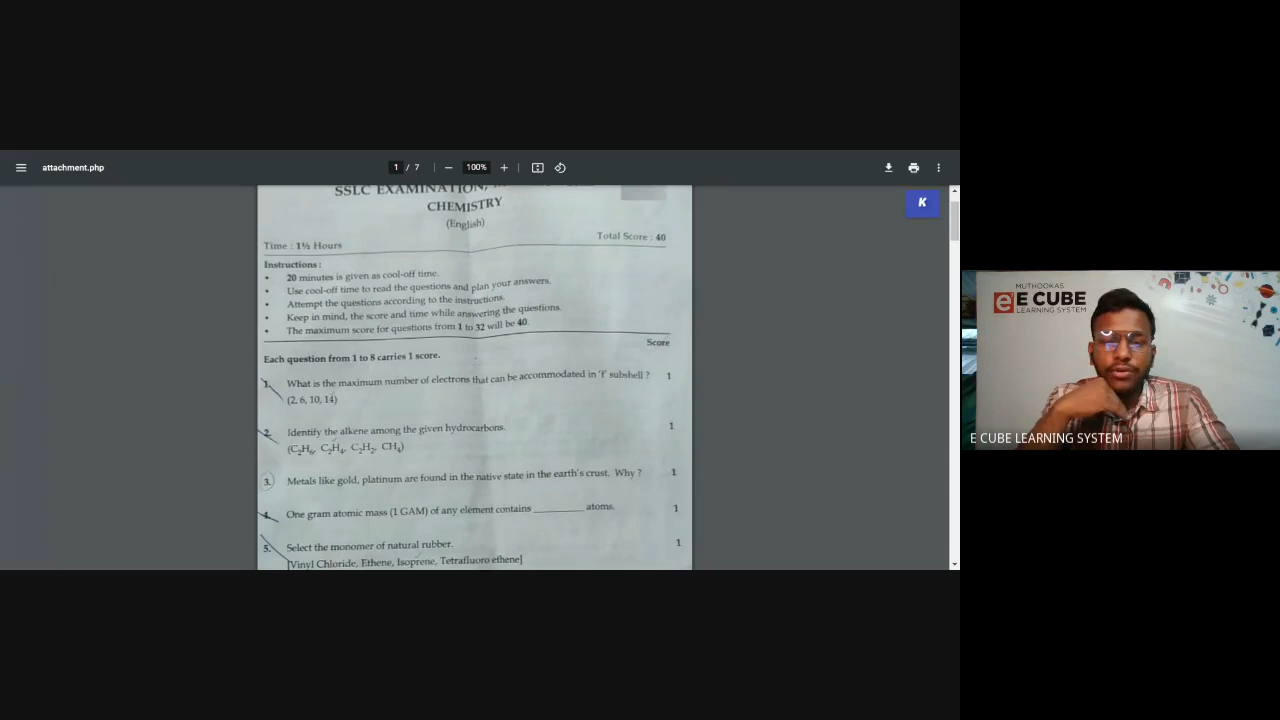 attachment.php
1 / 7
100%
K
SSLC EXAMINATION,
CHEMISTRY
(English)
Time : 1½ Hours
Total Score : 40
Instructions :
• 20 minutes is given as cool-off time.
• Use cool-off time to read the questions and plan your answers.
• Attempt the questions according to the instructions.
• Keep in mind, the score and time while answering the questions.
• The maximum score for questions from 1 to 32 will be 40.
Score
Each question from 1 to 8 carries 1 score.
1. What is the maximum number of electrons that can be accommodated in 'f' subshell ? 1
(2, 6, 10, 14)
2. Identify the alkene among the given hydrocarbons. 1
(C₂H₆, C₂H₄, C₂H₂, CH₄)
3. Metals like gold, platinum are found in the native state in the earth's crust. Why ? 1
4. One gram atomic mass (1 GAM) of any element contains ________ atoms. 1
5. Select the monomer of natural rubber. 1
[Vinyl Chloride, Ethene, Isoprene, Tetrafluoro ethene]
MUTHOOKAS
e E CUBE
LEARNING SYSTEM
E CUBE LEARNING SYSTEM